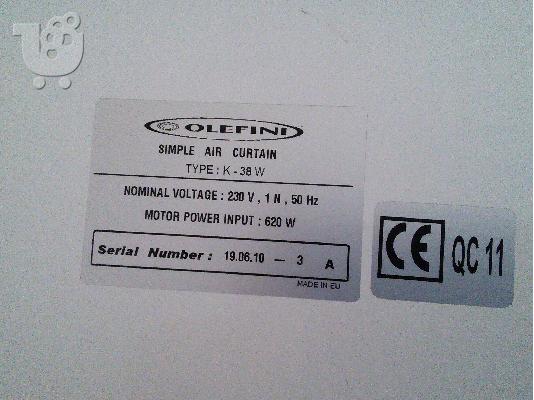 OLEFINI
SIMPLE AIR CURTAIN
TYPE : K - 38 W
NOMINAL VOLTAGE : 230 V , 1 N , 50 Hz
MOTOR POWER INPUT : 620 W
Serial Number : 19.06.10 - 3 A
MADE IN EU
CE QC 11